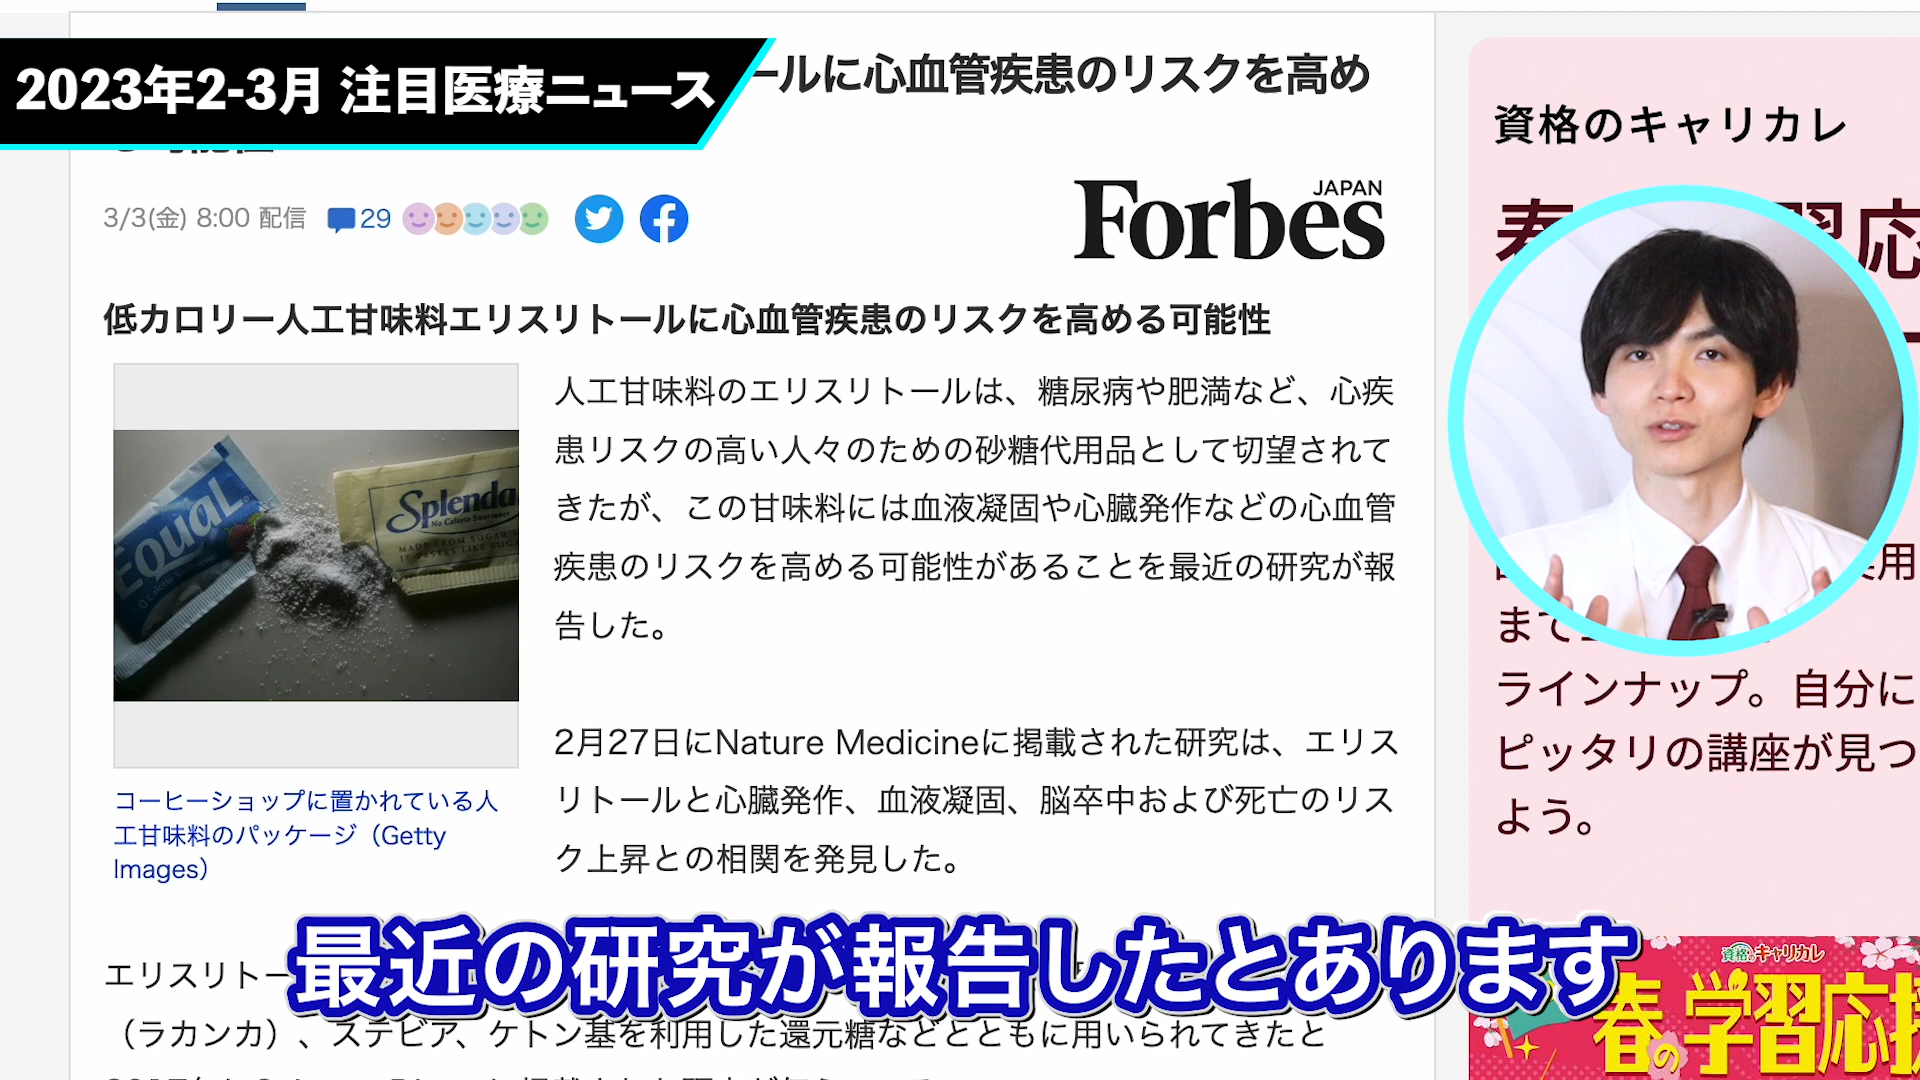 2023年2-3月 注目医療ニュース
ールに心血管疾患のリスクを高め
3/3(金) 8:00 配信
29
Forbes
JAPAN
低カロリー人工甘味料エリスリトールに心血管疾患のリスクを高める可能性
人工甘味料のエリスリトールは、糖尿病や肥満など、心疾
患リスクの高い人々のための砂糖代用品として切望されて
きたが、この甘味料には血液凝固や心臓発作などの心血管
疾患のリスクを高める可能性があることを最近の研究が報
告した。
2月27日にNature Medicineに掲載された研究は、エリス
リトールと心臓発作、血液凝固、脳卒中および死亡のリス
ク上昇との相関を発見した。
equal
Splenda
No Calorie Sweetener
MADE FROM SUGAR
コーヒーショップに置かれている人
工甘味料のパッケージ（Getty
Images）
エリスリトー
（ラカンカ）、ステビア、ケトン基を利用した還元糖などとともに用いられてきたと
最近の研究が報告したとあります
資格のキャリカレ
春 習応
用
まで
ラインナップ。自分に
ピッタリの講座が見つ
よう。
資格のキャリカレ
春の学習応援